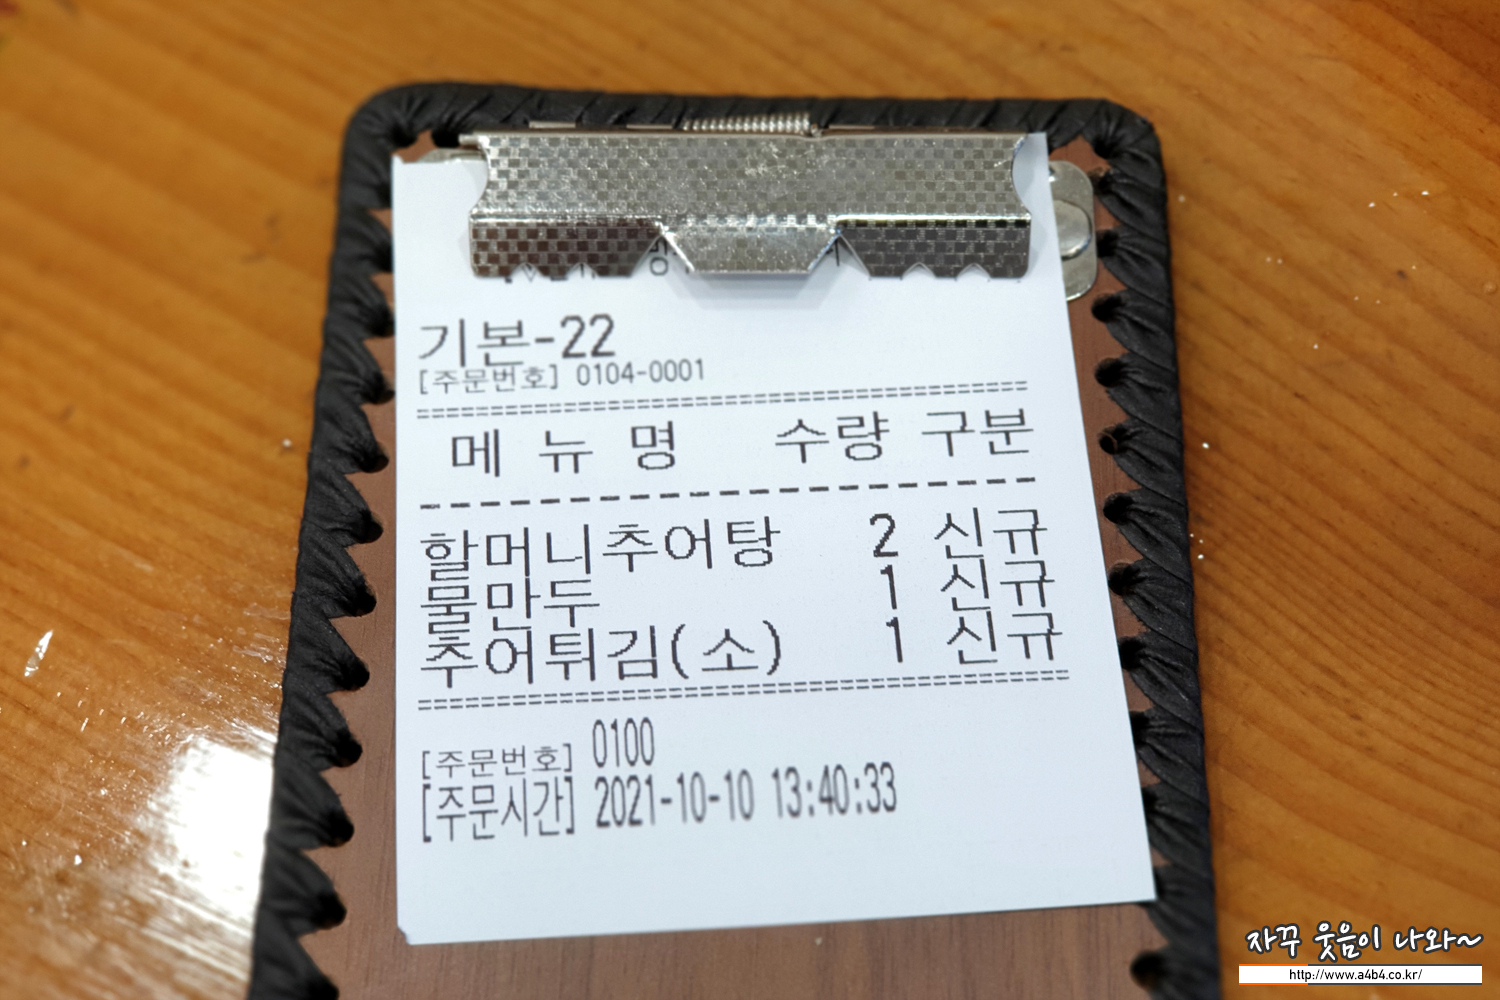 기본-22
[주문번호] 0104-0001
메 뉴 명 수량 구분
할머니추어탕 2 신규
물만두 1 신규
추어튀김(소) 1 신규
[주문번호] 0100
[주문시간] 2021-10-10 13:40:33
자꾸 웃음이 나와~
http://www.a4b4.co.kr/